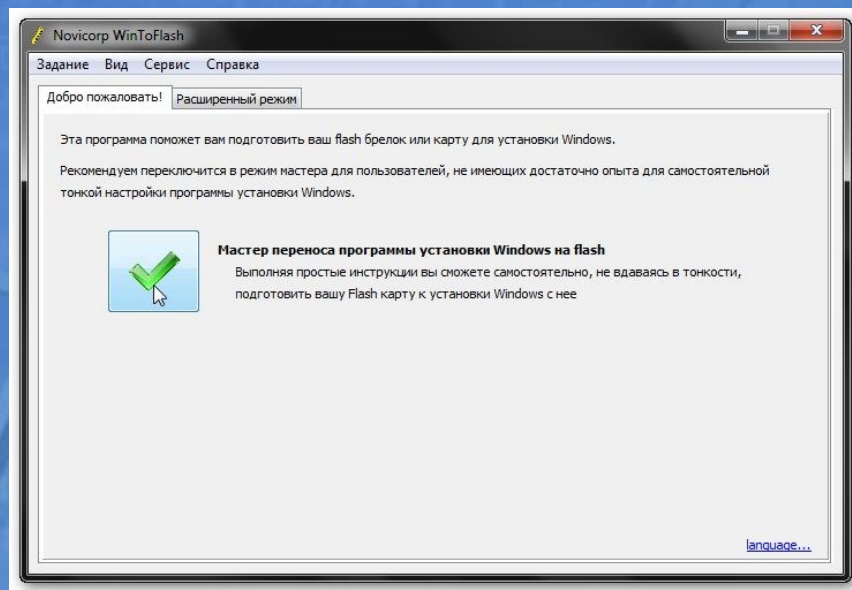 Novicorp WinToFlash
Задание Вид Сервис Справка
Добро пожаловать! Расширенный режим
Эта программа поможет вам подготовить ваш flash брелок или карту для установки Windows.
Рекомендуем переключится в режим мастера для пользователей, не имеющих достаточно опыта для самостоятельной
тонкой настройки программы установки Windows.
Мастер переноса программы установки Windows на flash
Выполняя простые инструкции вы сможете самостоятельно, не вдаваясь в тонкости,
подготовить вашу Flash карту к установки Windows с нее
language...